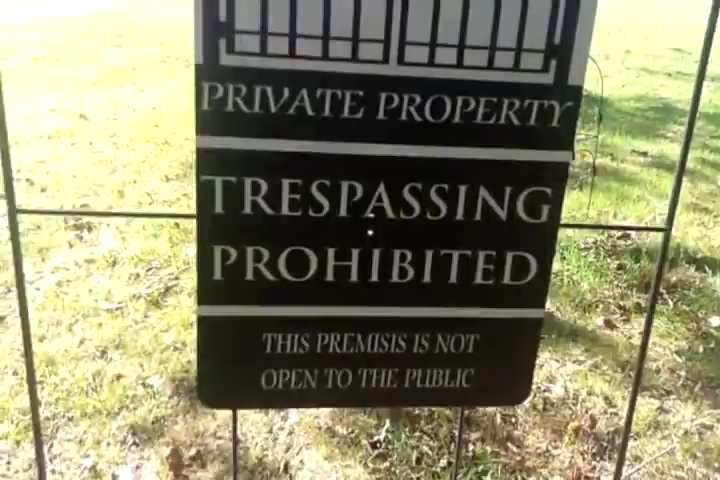 PRIVATE PROPERTY
TRESPASSING
PROHIBITED
THIS PREMISIS IS NOT
OPEN TO THE PUBLIC